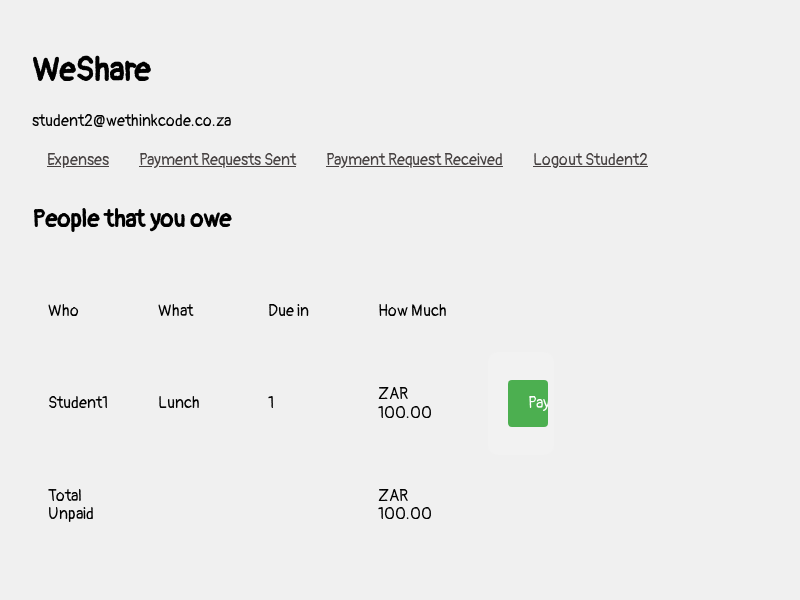 WeShare
student2@wethinkcode.co.za
Expenses Payment Requests Sent Payment Request Received Logout Student2
People that you owe
Who What Due in How Much
Student1 Lunch 1 ZAR 100.00 Pay
Total Unpaid ZAR 100.00